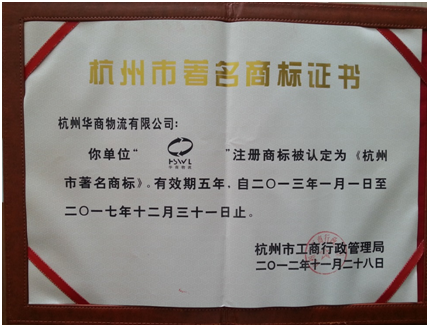 杭州市著名商标证书
杭州华商物流有限公司：
你单位“ HSWL ”注册商标被认定为《杭州
市著名商标》。有效期五年，自二〇一三年一月一日至
二〇一七年十二月三十一日止。
杭州市工商行政管理局
二〇一二年十一月二十八日